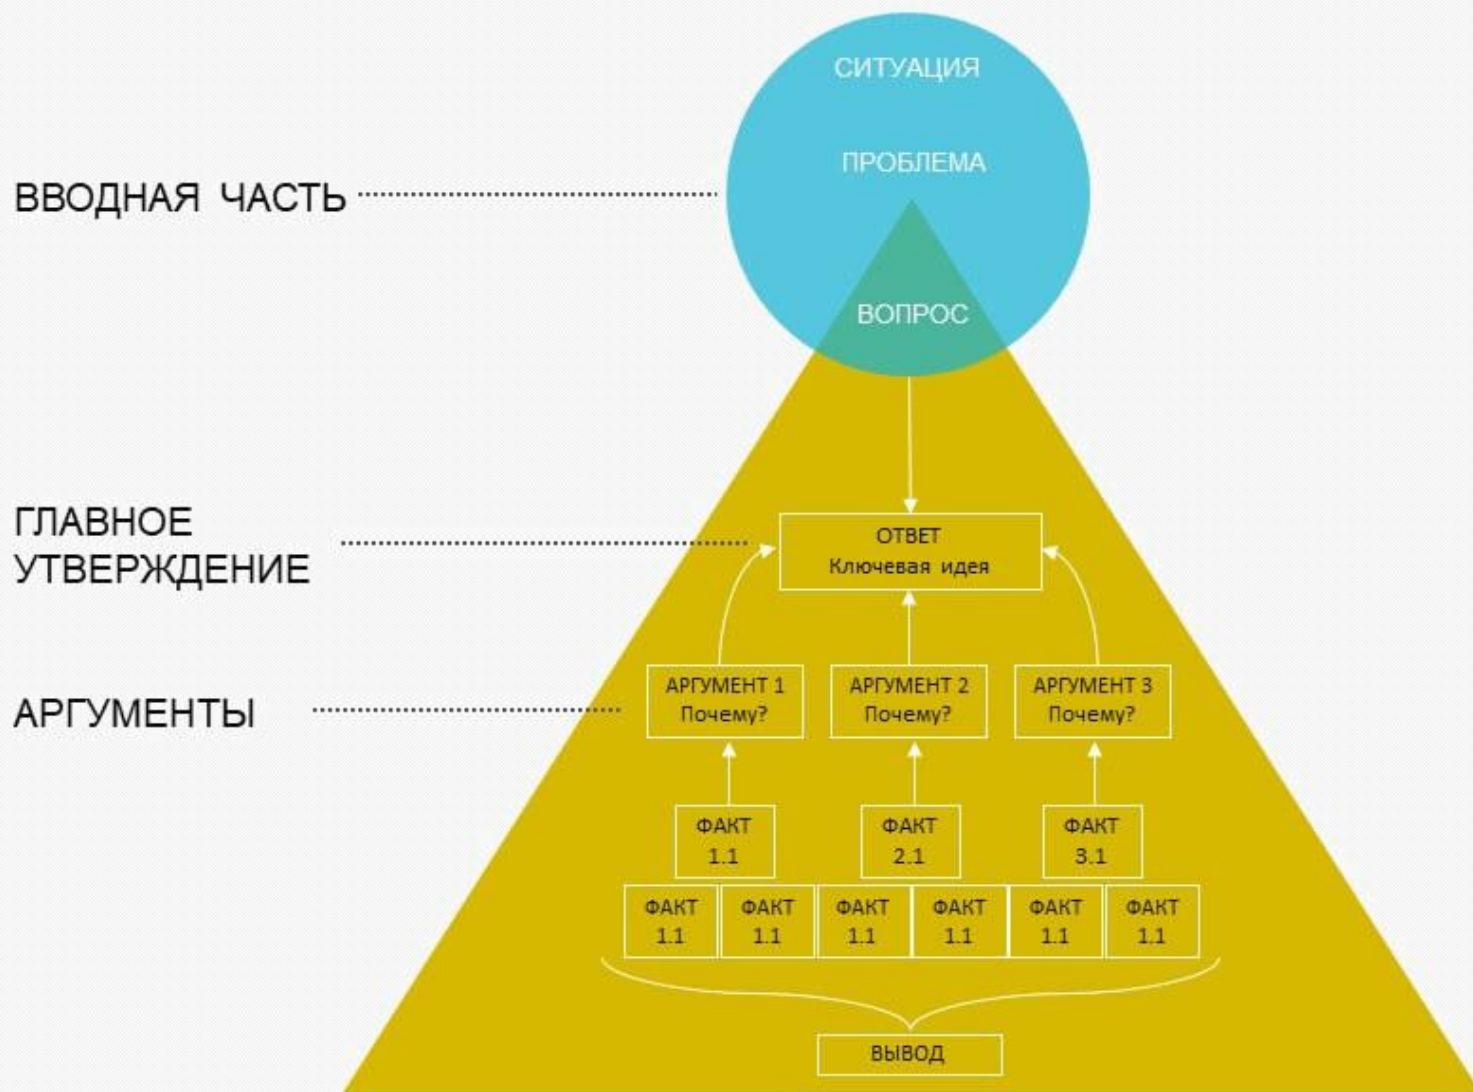 СИТУАЦИЯ
ПРОБЛЕМА
ВВОДНАЯ ЧАСТЬ
ВОПРОС
ГЛАВНОЕ
УТВЕРЖДЕНИЕ
ОТВЕТ
Ключевая идея
АРГУМЕНТЫ
АРГУМЕНТ 1
Почему?
АРГУМЕНТ 2
Почему?
АРГУМЕНТ 3
Почему?
ФАКТ
1.1
ФАКТ
2.1
ФАКТ
3.1
ФАКТ
1.1
ФАКТ
1.1
ФАКТ
1.1
ФАКТ
1.1
ФАКТ
1.1
ФАКТ
1.1
ВЫВОД